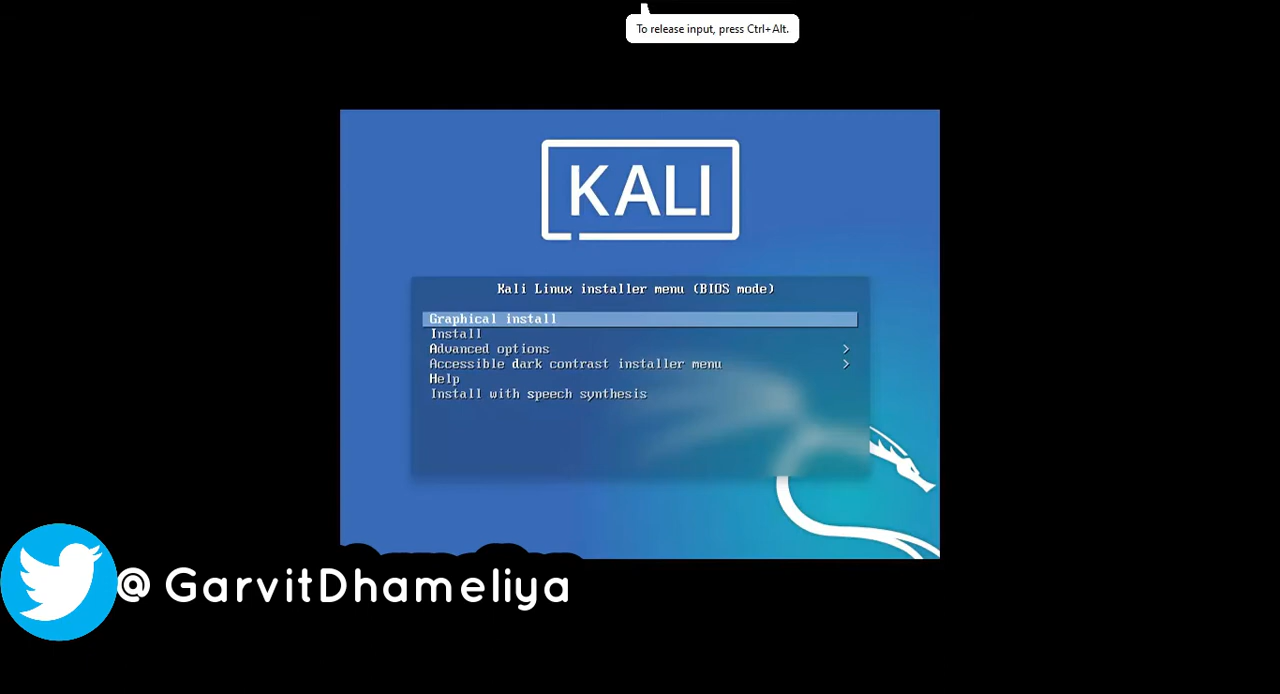 To release input, press Ctrl+Alt.
KALI
Kali Linux installer menu (BIOS mode)
Graphical install
Install
Advanced options >
Accessible dark contrast installer menu >
Help
Install with speech synthesis
@ GarvitDhameliya